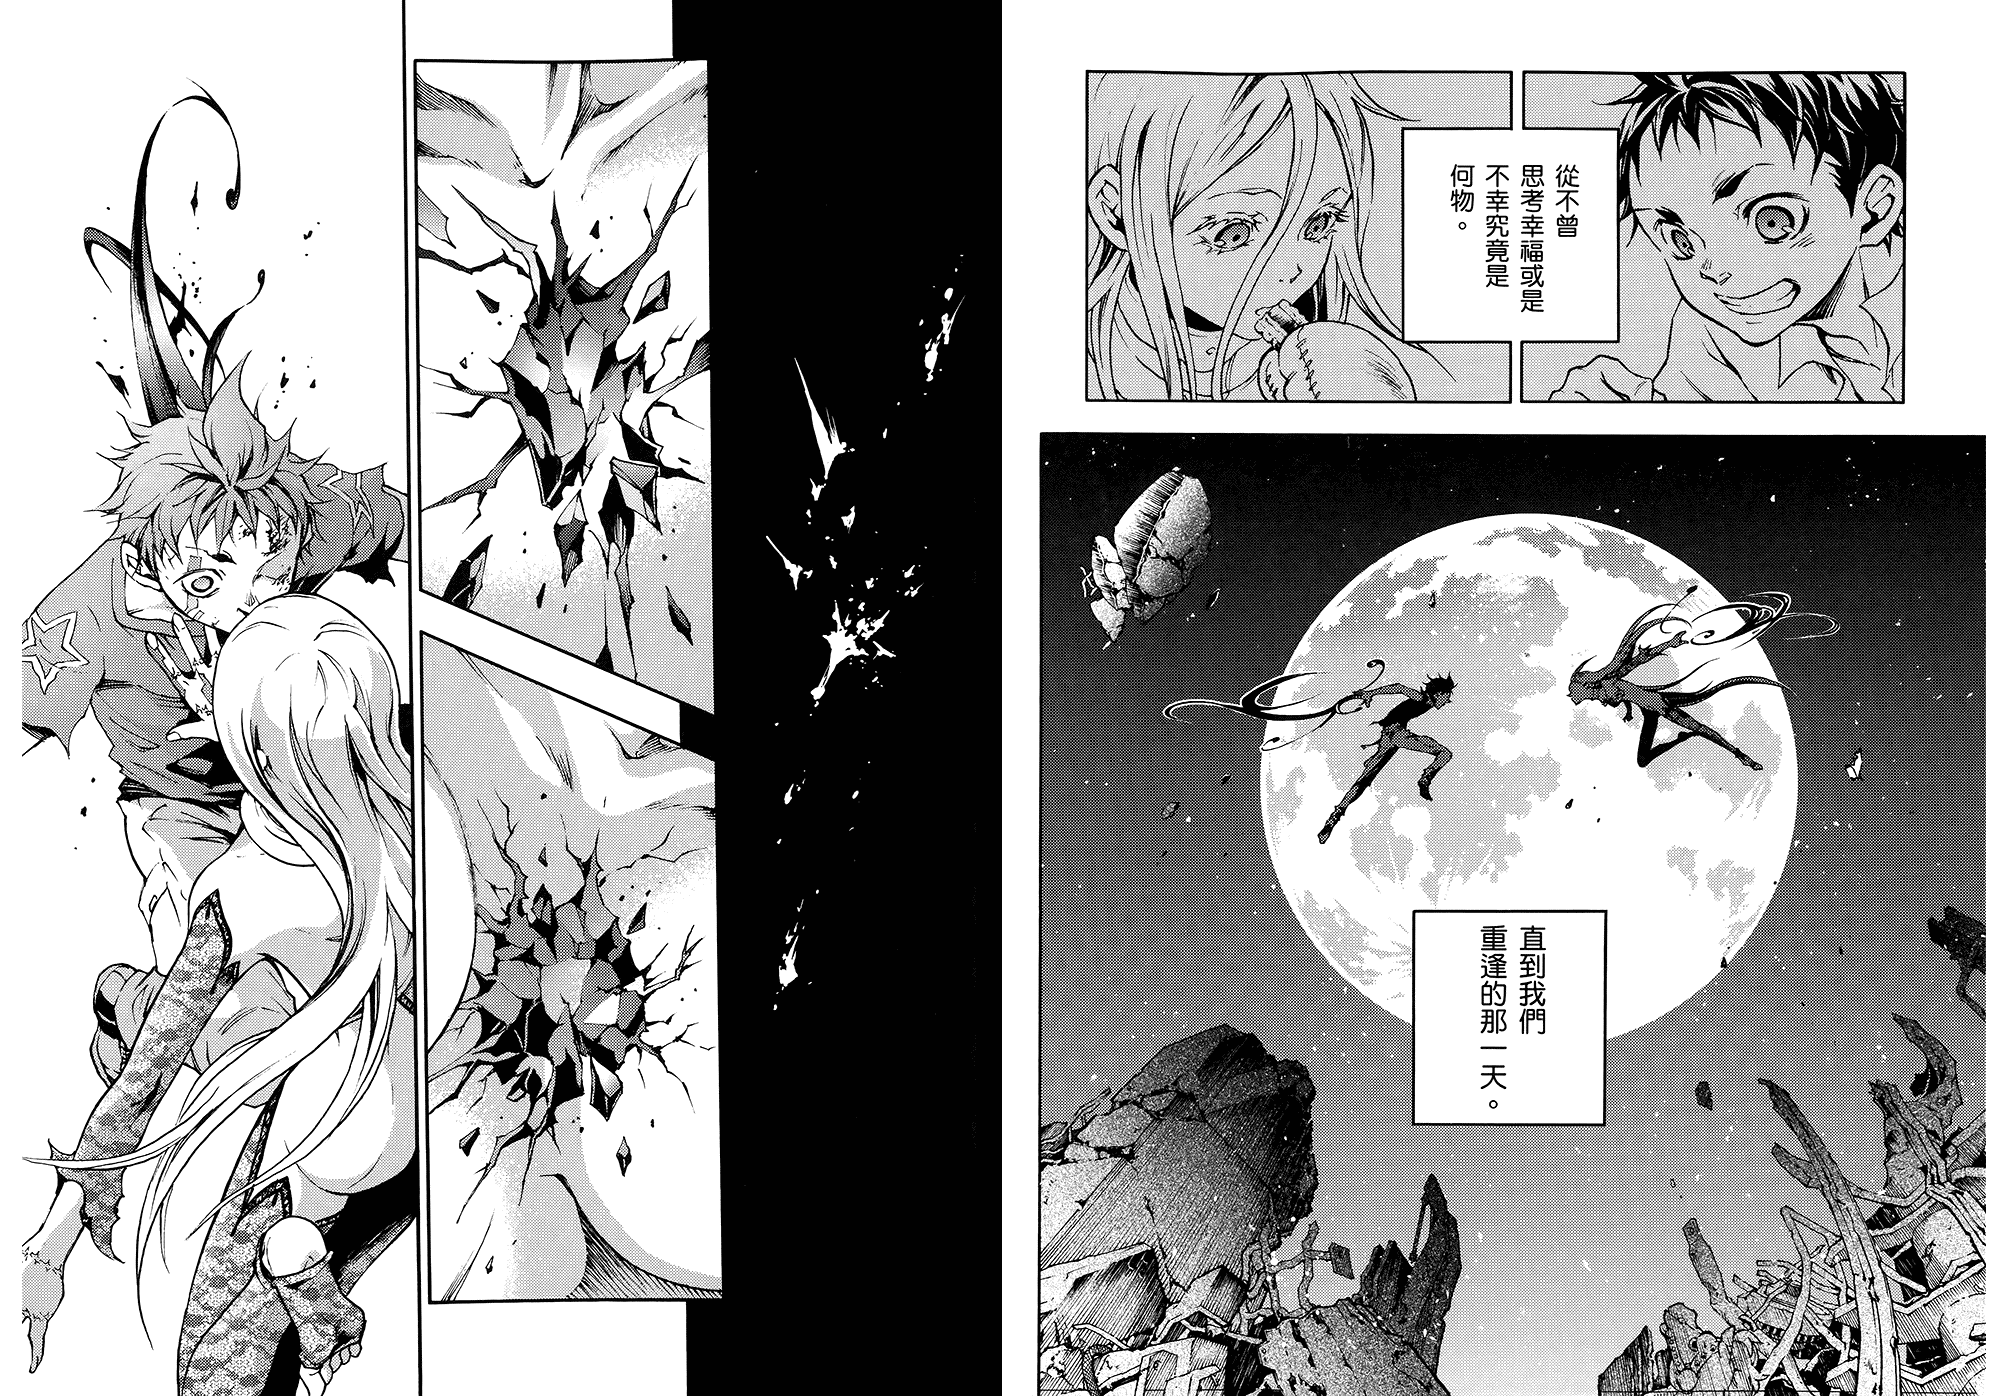 從不曾
思考幸福或是
不幸究竟是
何物。
直到我們
重逢的那一天。